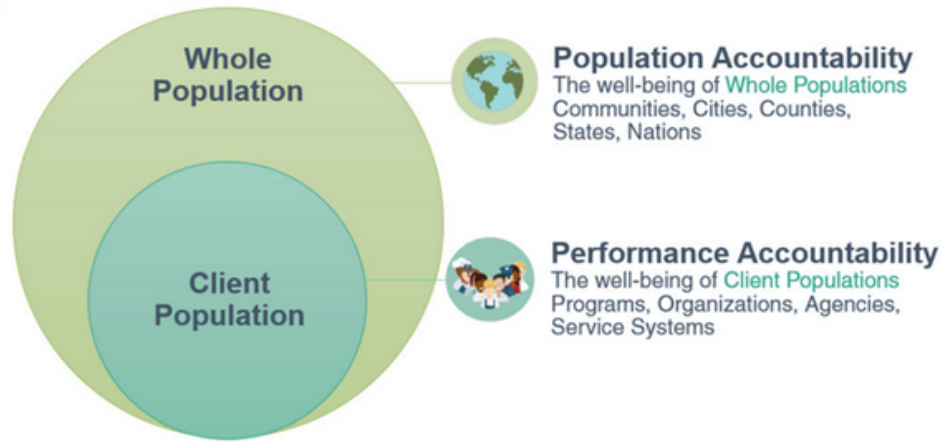 Whole
Population
Population Accountability
The well-being of Whole Populations
Communities, Cities, Counties,
States, Nations
Client
Population
Performance Accountability
The well-being of Client Populations
Programs, Organizations, Agencies,
Service Systems